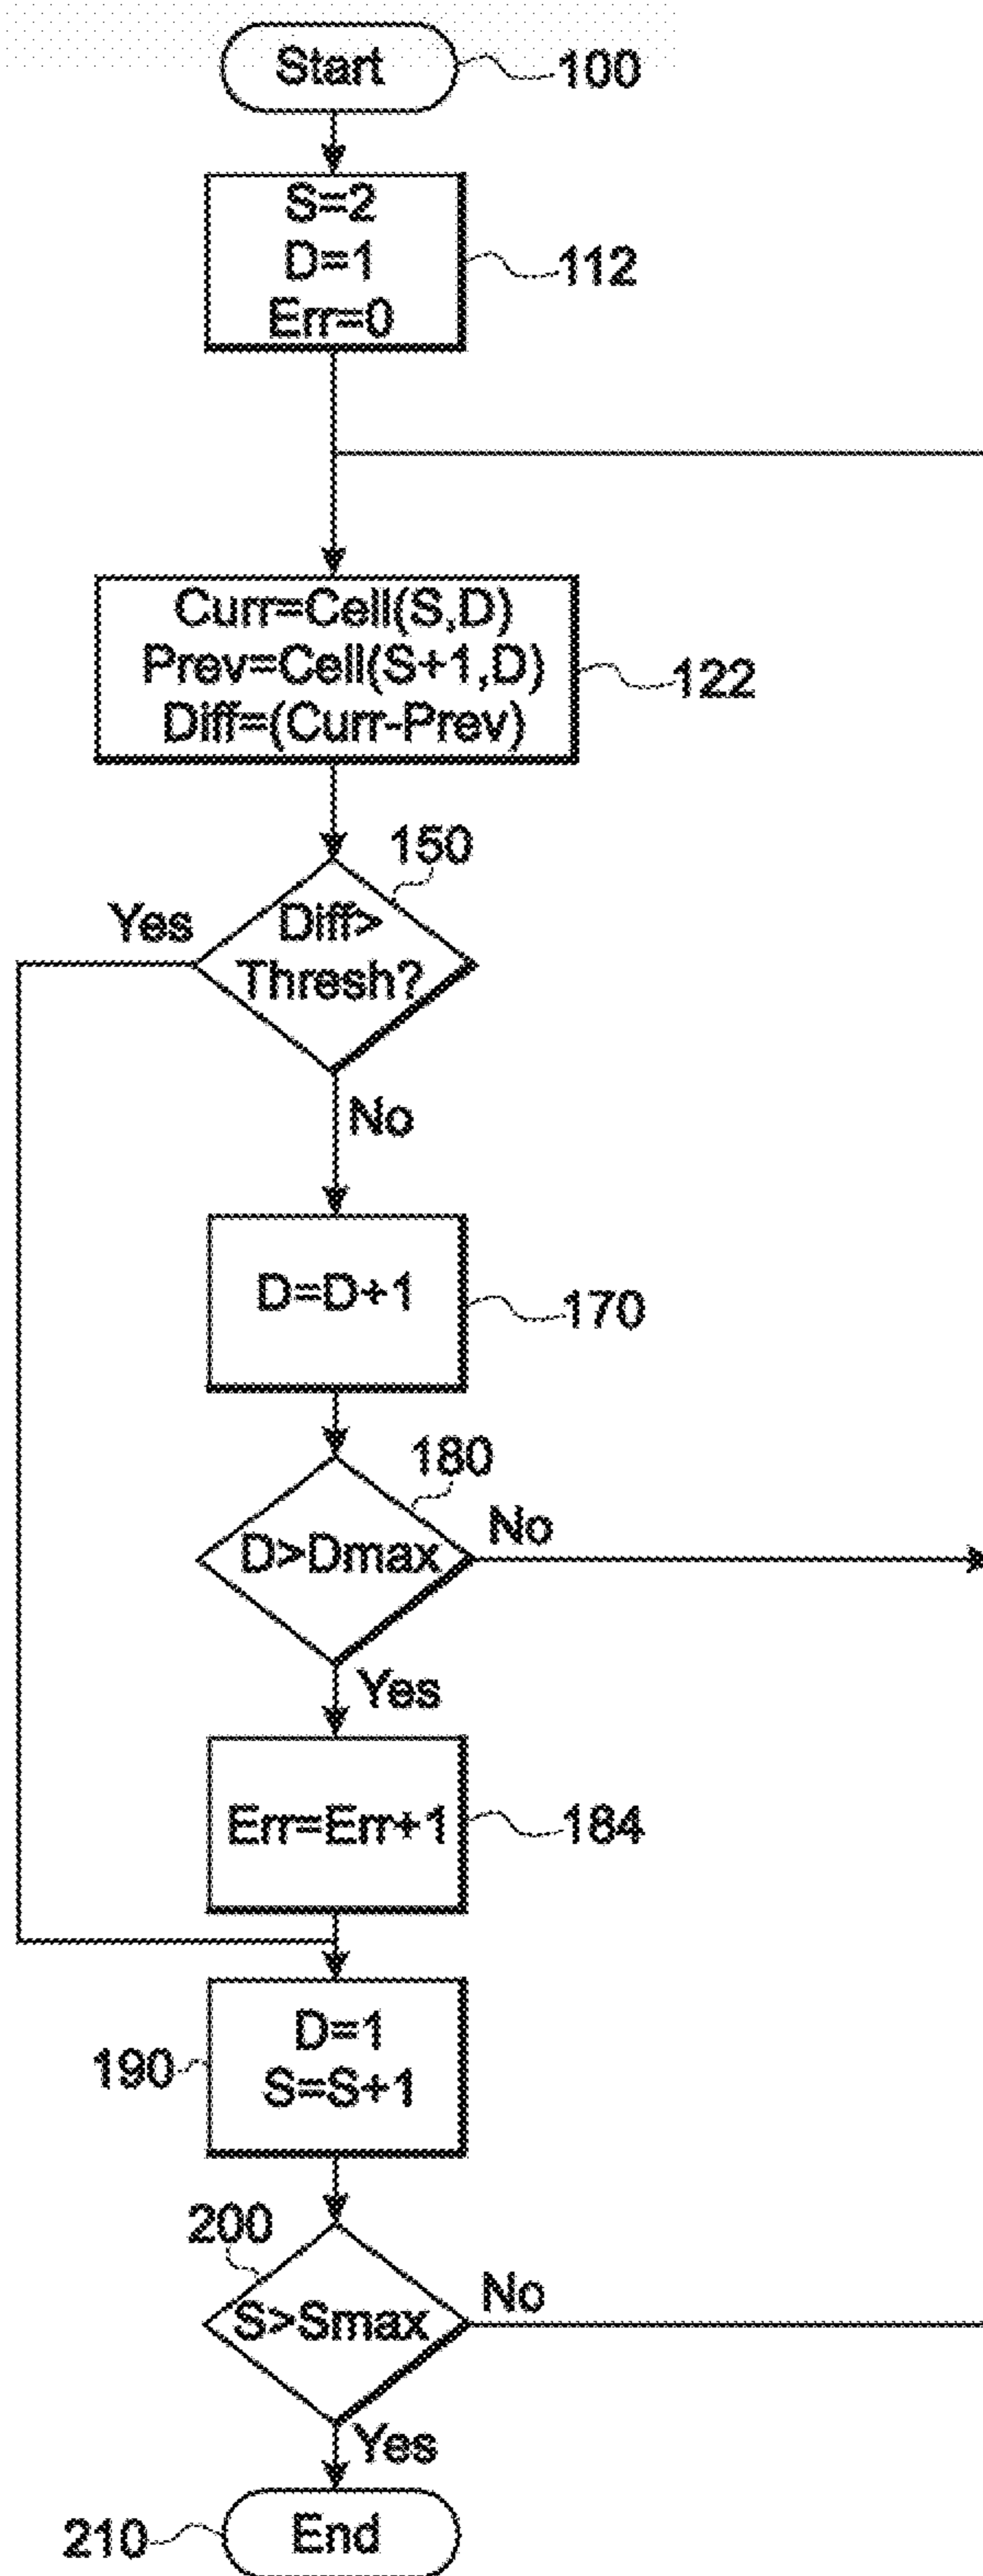 Start
100
S=2
D=1
Err=0
112
Curr=Cell(S,D)
Prev=Cell(S+1,D)
Diff=(Curr-Prev)
122
150
Yes
Diff>
Thresh?
No
D=D+1
170
180
D>Dmax
No
Yes
Err=Err+1
184
D=1
S=S+1
190
200
S>Smax
No
Yes
End
210